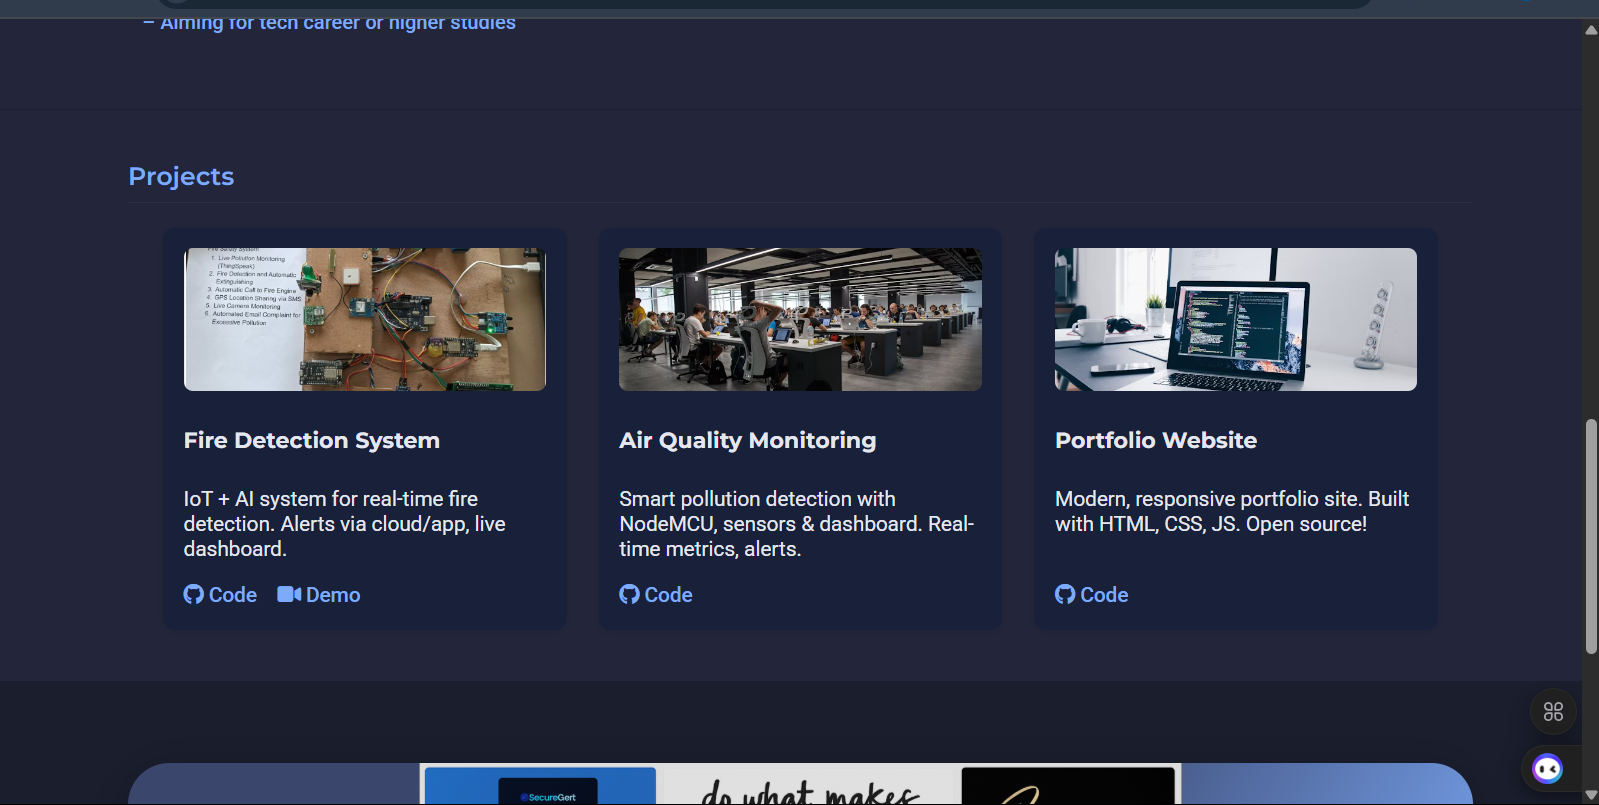 – Aiming for tech career or higher studies
Projects
Fire Safety System
1. Live Pollution Monitoring
(ThingSpeak)
2. Fire Detection and Automatic
Extinguishing
3. Automatic Call to Fire Engine
4. GPS Location Sharing via SMS
5. Live Camera Monitoring
6. Automated Email Complaint for
Excessive Pollution
Fire Detection System
IoT + AI system for real-time fire
detection. Alerts via cloud/app, live
dashboard.
Code
Demo
Air Quality Monitoring
Smart pollution detection with
NodeMCU, sensors & dashboard. Real-
time metrics, alerts.
Code
Portfolio Website
Modern, responsive portfolio site. Built
with HTML, CSS, JS. Open source!
Code
SecureGert
do what makes